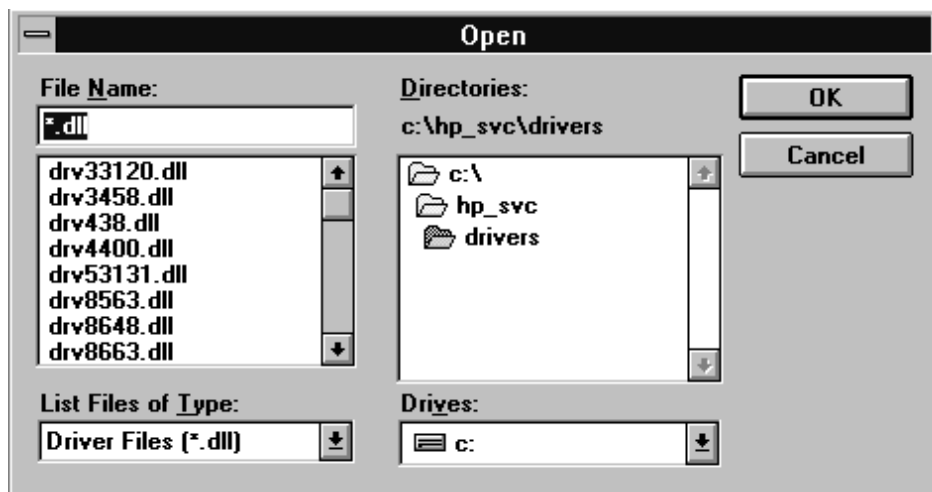 Open
File Name:
*.dll
drv33120.dll
drv3458.dll
drv438.dll
drv4400.dll
drv53131.dll
drv8563.dll
drv8648.dll
drv8663.dll
List Files of Type:
Driver Files (*.dll)
Directories:
c:\hp_svc\drivers
c:\
hp_svc
drivers
Drives:
c:
OK
Cancel